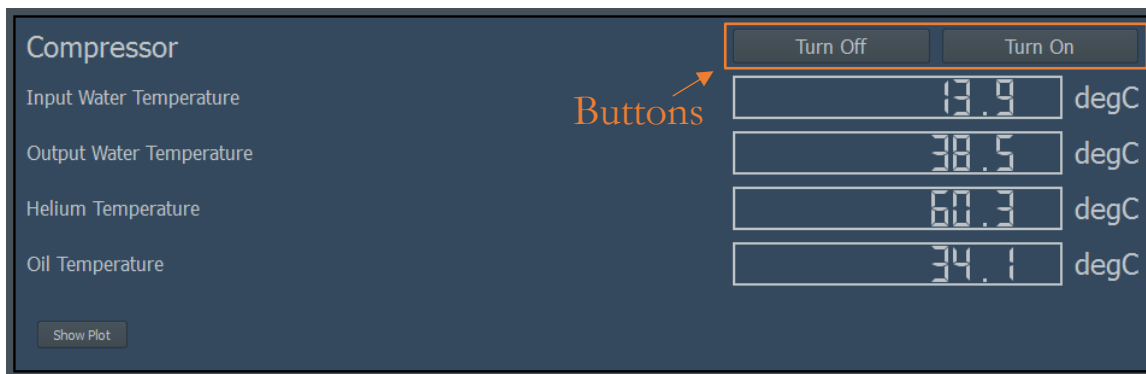 Compressor Turn Off Turn On
Input Water Temperature 13.9 degC
Buttons
Output Water Temperature 38.5 degC
Helium Temperature 60.3 degC
Oil Temperature 34.1 degC
Show Plot